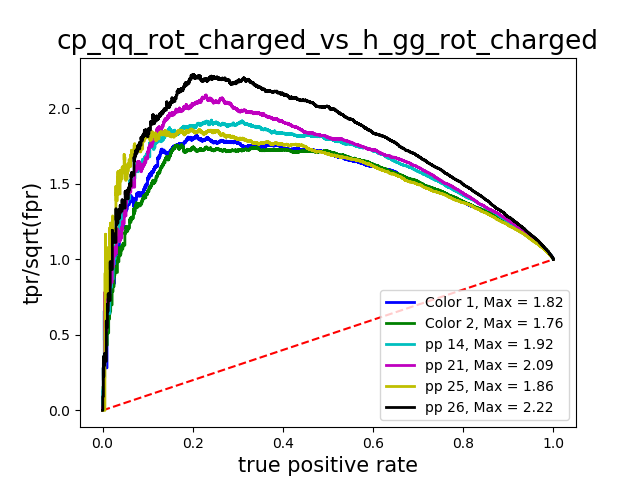 cp_qq_rot_charged_vs_h_gg_rot_charged
tpr/sqrt(fpr)
2.0
1.5
1.0
0.5
0.0
Color 1, Max = 1.82
Color 2, Max = 1.76
pp 14, Max = 1.92
pp 21, Max = 2.09
pp 25, Max = 1.86
pp 26, Max = 2.22
0.0 0.2 0.4 0.6 0.8 1.0
true positive rate